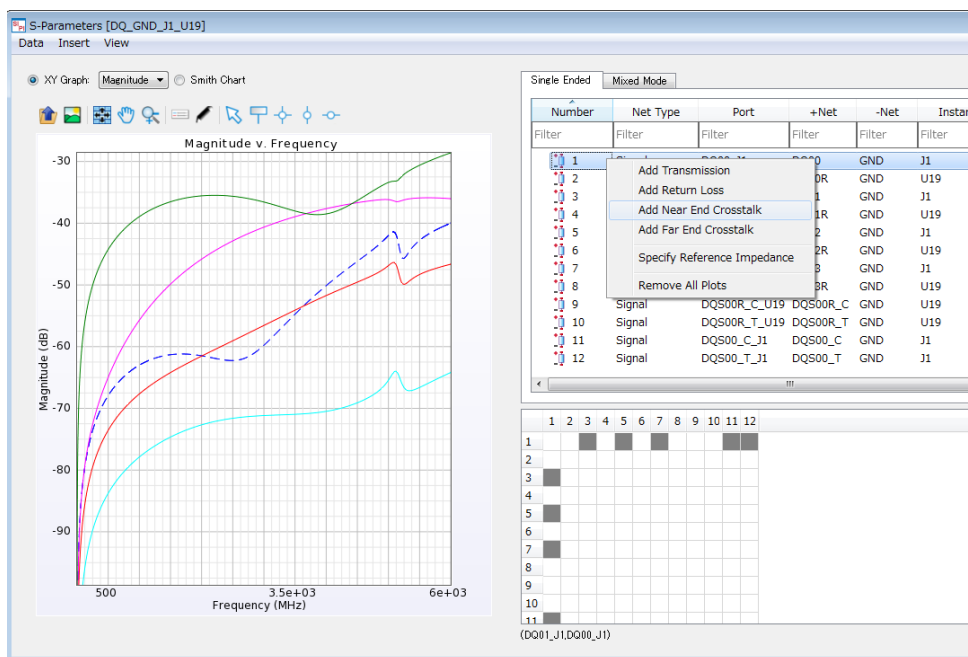 S-Parameters [DQ_GND_J1_U19]
Data Insert View
XY Graph: Magnitude Smith Chart
Magnitude v. Frequency
-30
-40
-50
-60
-70
-80
-90
Magnitude (dB)
500 3.5e+03 6e+03
Frequency (MHz)
Single Ended Mixed Mode
Number Net Type Port +Net -Net Instan
Filter Filter Filter Filter Filter Filter
1 GND J1
2 GND U19
3 GND J1
4 GND U19
5 GND J1
6 GND U19
7 GND J1
8 GND U19
9 Signal DQS00R_C_U19 DQS00R_C GND U19
10 Signal DQS00R_T_U19 DQS00R_T GND U19
11 Signal DQS00_C_J1 DQS00_C GND J1
12 Signal DQS00_T_J1 DQS00_T GND J1
Add Transmission
Add Return Loss
Add Near End Crosstalk
Add Far End Crosstalk
Specify Reference Impedance
Remove All Plots
1 2 3 4 5 6 7 8 9 10 11 12
1
2
3
4
5
6
7
8
9
10
11
(DQ01_J1,DQ00_J1)